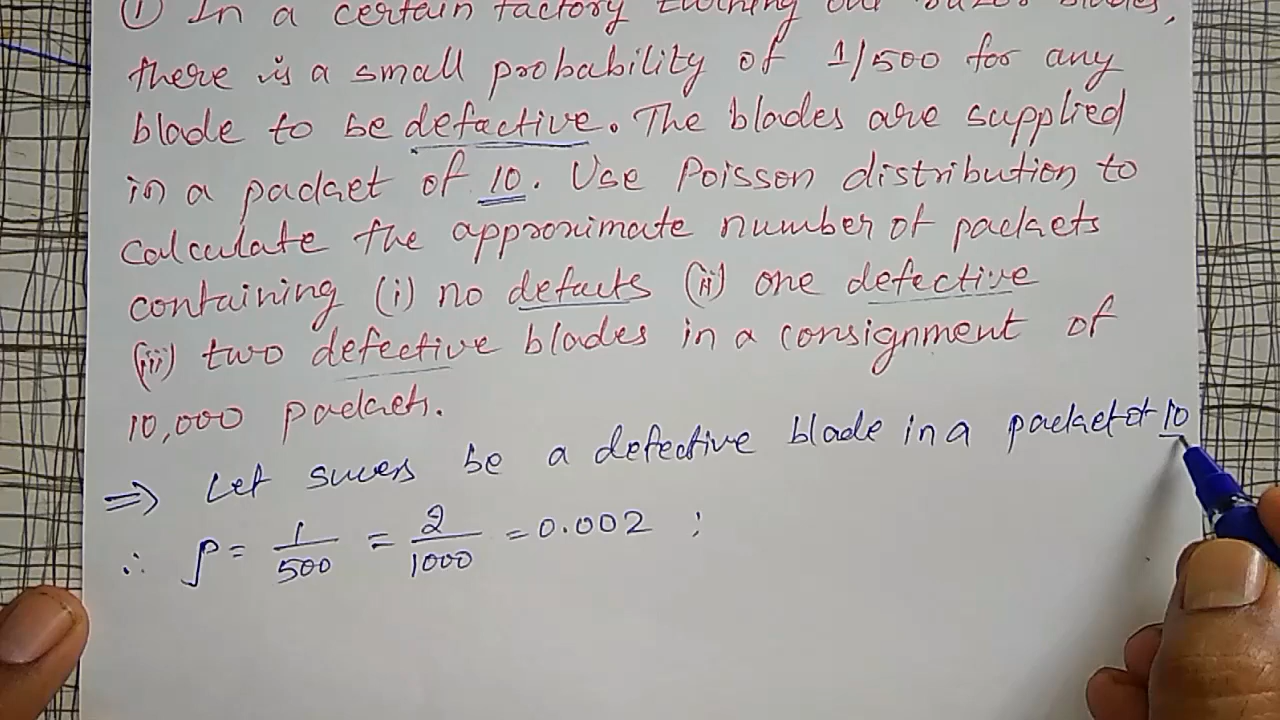 ① In a certain factory turning out razor blades,
there is a small probability of 1/500 for any
blade to be defective. The blades are supplied
in a packet of 10. Use Poisson distribution to
calculate the approximate number of packets
containing (i) no defects (ii) one defective
(iii) two defective blades in a consignment of
10,000 packets.
⇒ Let success be a defective blade in a packet of 10
∴ p = 1/500 = 2/1000 = 0.002 ;